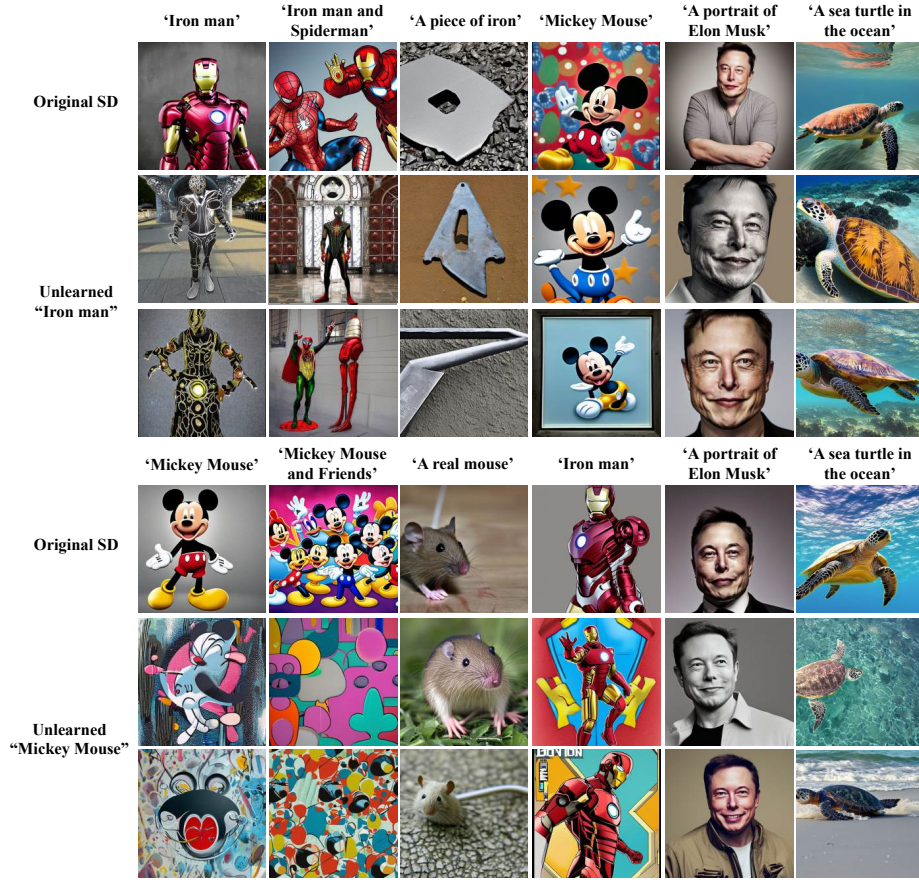 ‘Iron man’
‘Iron man and
Spiderman’
‘A piece of iron’
‘Mickey Mouse’
‘A portrait of
Elon Musk’
‘A sea turtle in
the ocean’
Original SD
Unlearned
“Iron man”
‘Mickey Mouse’
‘Mickey Mouse
and Friends’
‘A real mouse’
‘Iron man’
‘A portrait of
Elon Musk’
‘A sea turtle in
the ocean’
Original SD
Unlearned
“Mickey Mouse”